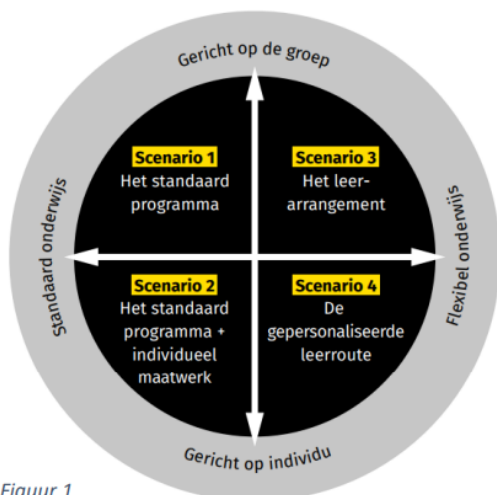 Gericht op de groep
Standaard onderwijs
Flexibel onderwijs
Scenario 1
Het standaard
programma
Scenario 3
Het leer-
arrangement
Scenario 2
Het standaard
programma +
individueel
maatwerk
Scenario 4
De
gepersonaliseerde
leerroute
Gericht op individu
Figuur 1